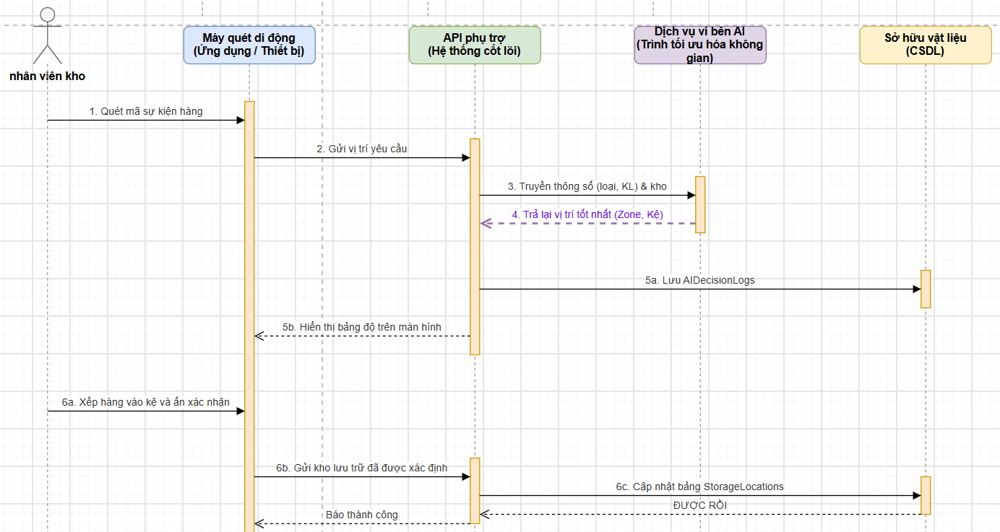 nhân viên kho
Máy quét di động
(Ứng dụng / Thiết bị)
API phụ trợ
(Hệ thống cốt lõi)
Dịch vụ vi bên AI
(Trình tối ưu hóa không
gian)
Sở hữu vật liệu
(CSDL)
1. Quét mã sự kiện hàng
2. Gửi vị trí yêu cầu
3. Truyền thông số (loại, KL) & kho
4. Trả lại vị trí tốt nhất (Zone, Kệ)
5a. Lưu AIDecisionLogs
5b. Hiển thị bảng độ trên màn hình
6a. Xếp hàng vào kệ và ấn xác nhận
6b. Gửi kho lưu trữ đã được xác định
6c. Cập nhật bảng StorageLocations
ĐƯỢC RỒI
Báo thành công